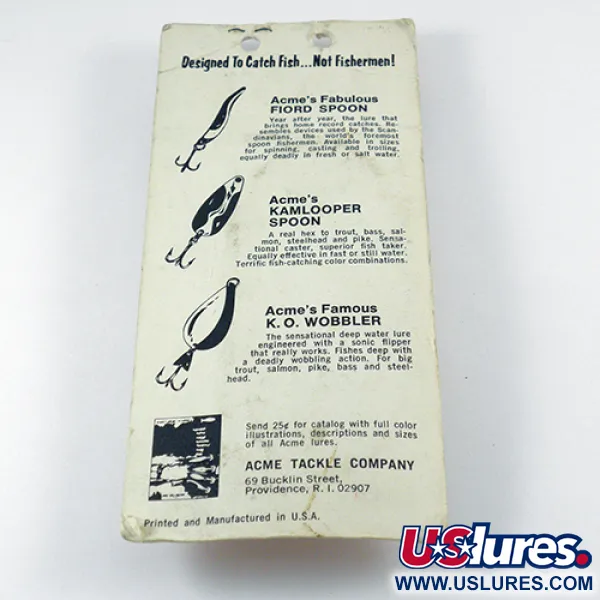 Designed To Catch Fish...Not Fishermen!
Acme's Fabulous
FIORD SPOON
Year after year, the lure that
brings home record catches. Re-
sembles devices used by the Scan-
dinavians, the world's foremost
spoon fishermen. Available in sizes
for spinning, casting and trolling,
equally deadly in fresh or salt water.
Acme's
KAMLOOPER
SPOON
A real hex to trout, bass, sal-
mon, steelhead and pike. Sensa-
tional caster, superior fish taker.
Equally effective in fast or still water.
Terrific fish-catching color combinations.
Acme's Famous
K. O. WOBBLER
The sensational deep water lure
engineered with a sonic flipper
that really works. Fishes deep with
a deadly wobbling action. For big
trout, salmon, pike, bass and steel-
head.
Send 25¢ for catalog with full color
illustrations, descriptions and sizes
of all Acme lures.
ACME TACKLE COMPANY
69 Bucklin Street,
Providence, R. I. 02907
Printed and Manufactured in U.S.A.
USlures.
WWW.USLURES.COM